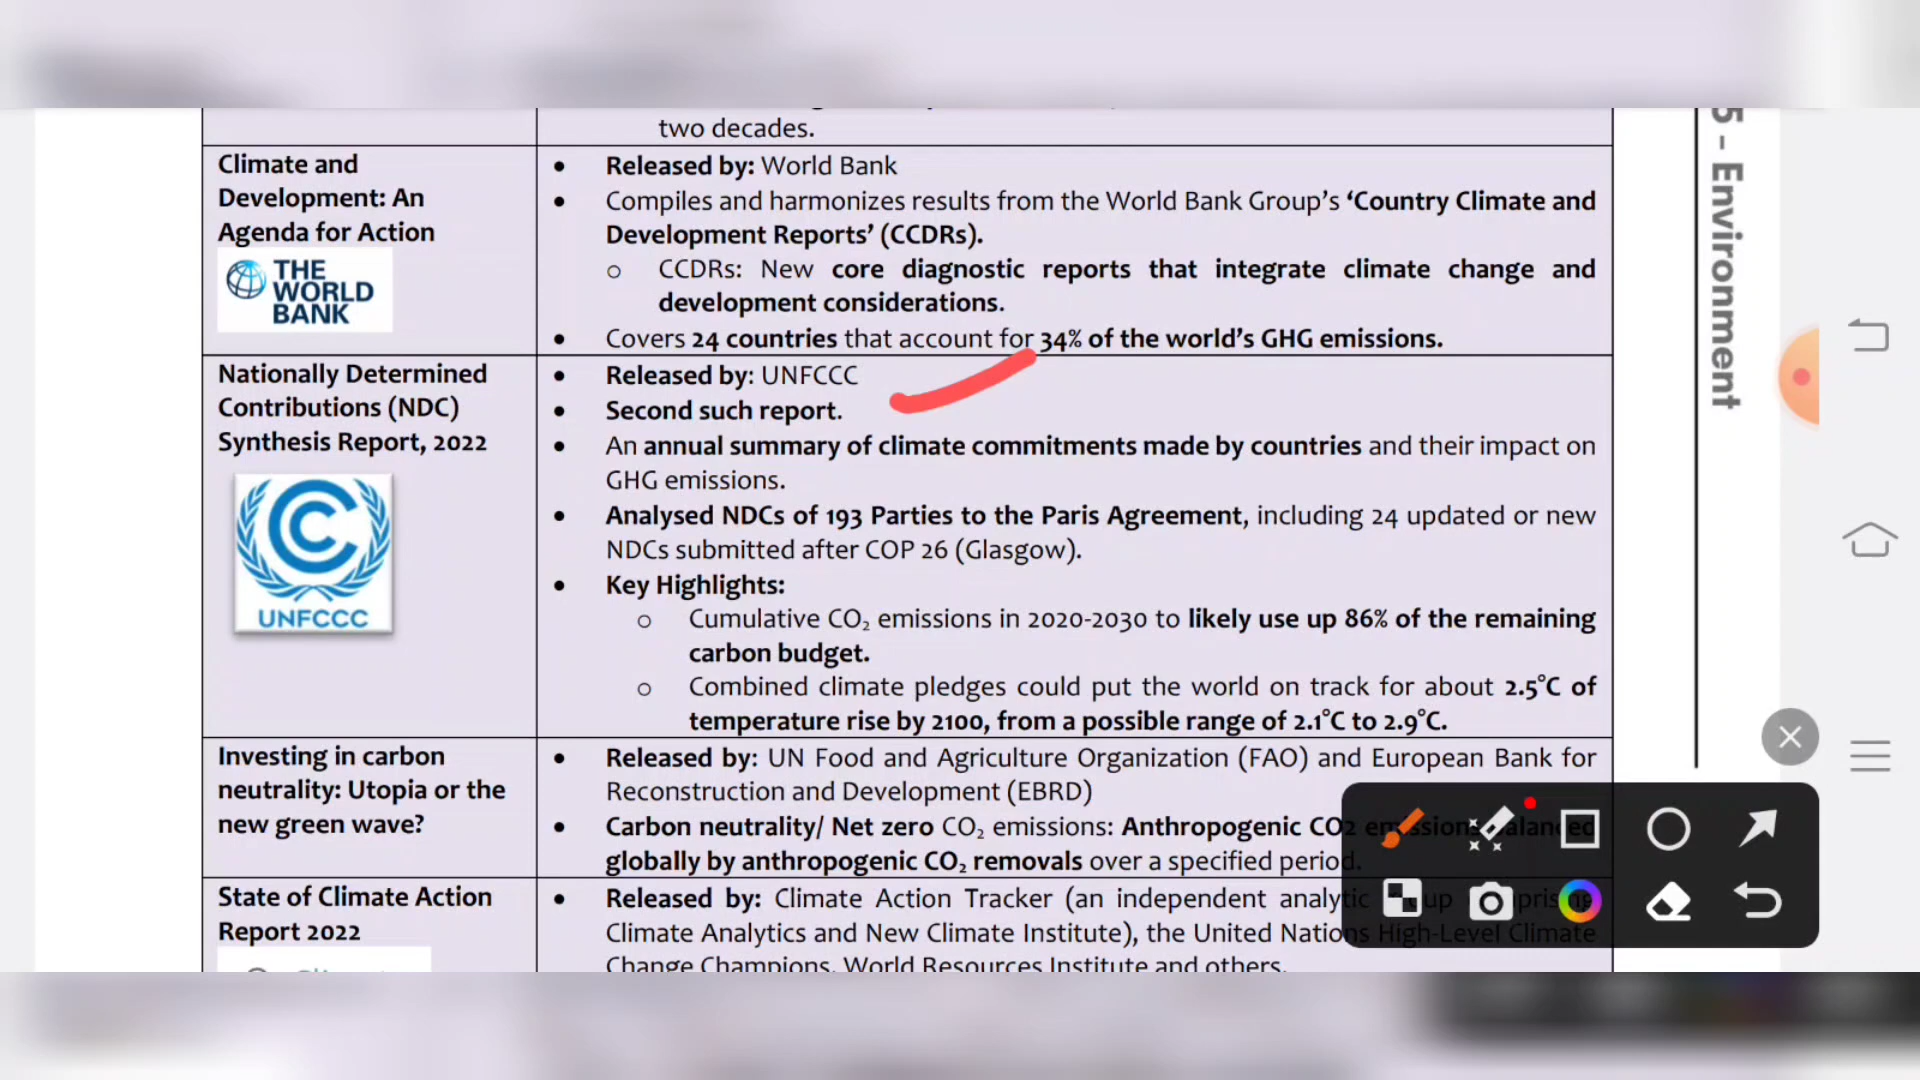 two decades.
Climate and
Development: An
Agenda for Action
THE
WORLD
BANK
• Released by: World Bank
• Compiles and harmonizes results from the World Bank Group's 'Country Climate and
Development Reports' (CCDRs).
o CCDRs: New core diagnostic reports that integrate climate change and
development considerations.
• Covers 24 countries that account for 34% of the world's GHG emissions.
Nationally Determined
Contributions (NDC)
Synthesis Report, 2022
UNFCCC
• Released by: UNFCCC
• Second such report.
• An annual summary of climate commitments made by countries and their impact on
GHG emissions.
• Analysed NDCs of 193 Parties to the Paris Agreement, including 24 updated or new
NDCs submitted after COP 26 (Glasgow).
• Key Highlights:
o Cumulative CO₂ emissions in 2020-2030 to likely use up 86% of the remaining
carbon budget.
o Combined climate pledges could put the world on track for about 2.5°C of
temperature rise by 2100, from a possible range of 2.1°C to 2.9°C.
Investing in carbon
neutrality: Utopia or the
new green wave?
• Released by: UN Food and Agriculture Organization (FAO) and European Bank for
Reconstruction and Development (EBRD)
• Carbon neutrality/ Net zero CO₂ emissions: Anthropogenic CO2 emissions balanced
globally by anthropogenic CO₂ removals over a specified period.
State of Climate Action
Report 2022
• Released by: Climate Action Tracker (an independent analytic
Climate Analytics and New Climate Institute), the United Nations High-Level Climate
Change Champions, World Resources Institute and others.
5 - Environment